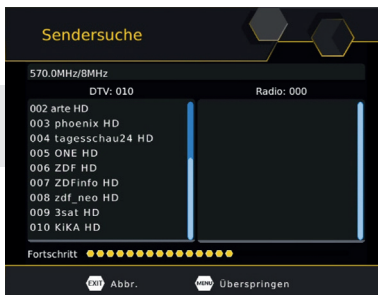 Sendersuche
570.0MHz/8MHz
DTV: 010 Radio: 000
002 arte HD
003 phoenix HD
004 tagesschau24 HD
005 ONE HD
006 ZDF HD
007 ZDFinfo HD
008 zdf_neo HD
009 3sat HD
010 KiKA HD
Fortschritt
EXIT Abbr. MENU Überspringen